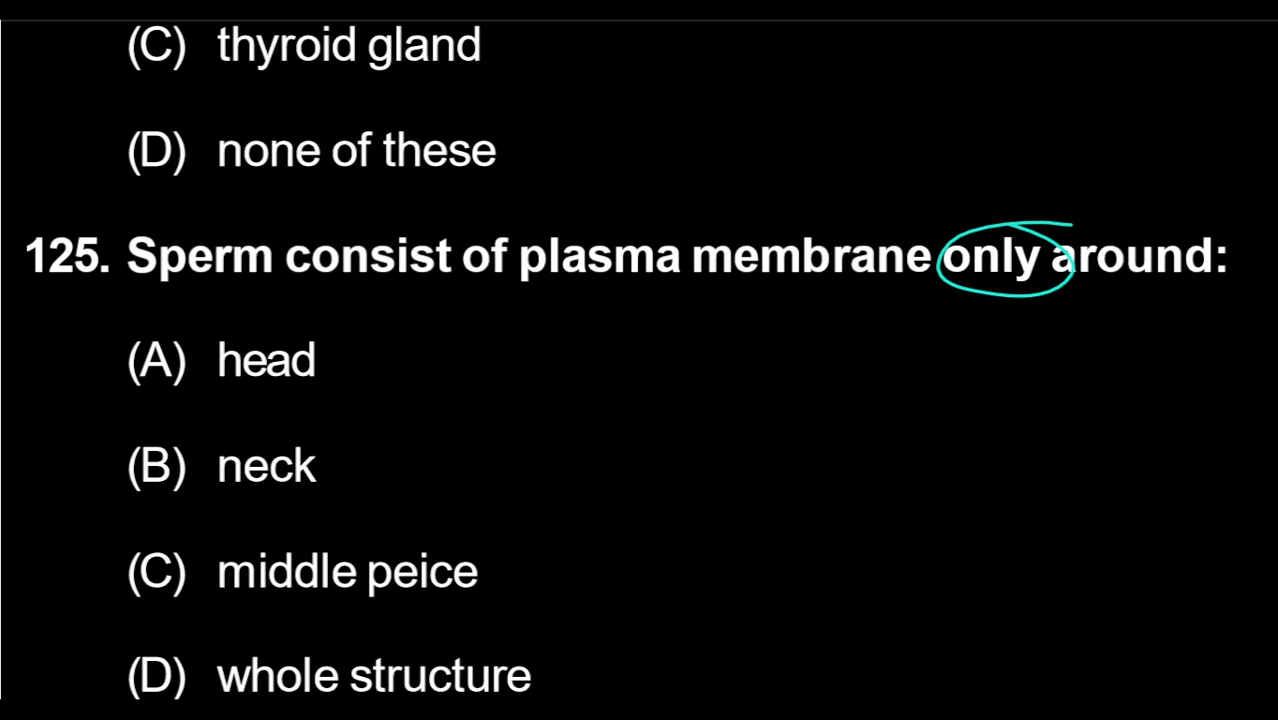 (C) thyroid gland
(D) none of these
125. Sperm consist of plasma membrane only around:
(A) head
(B) neck
(C) middle peice
(D) whole structure